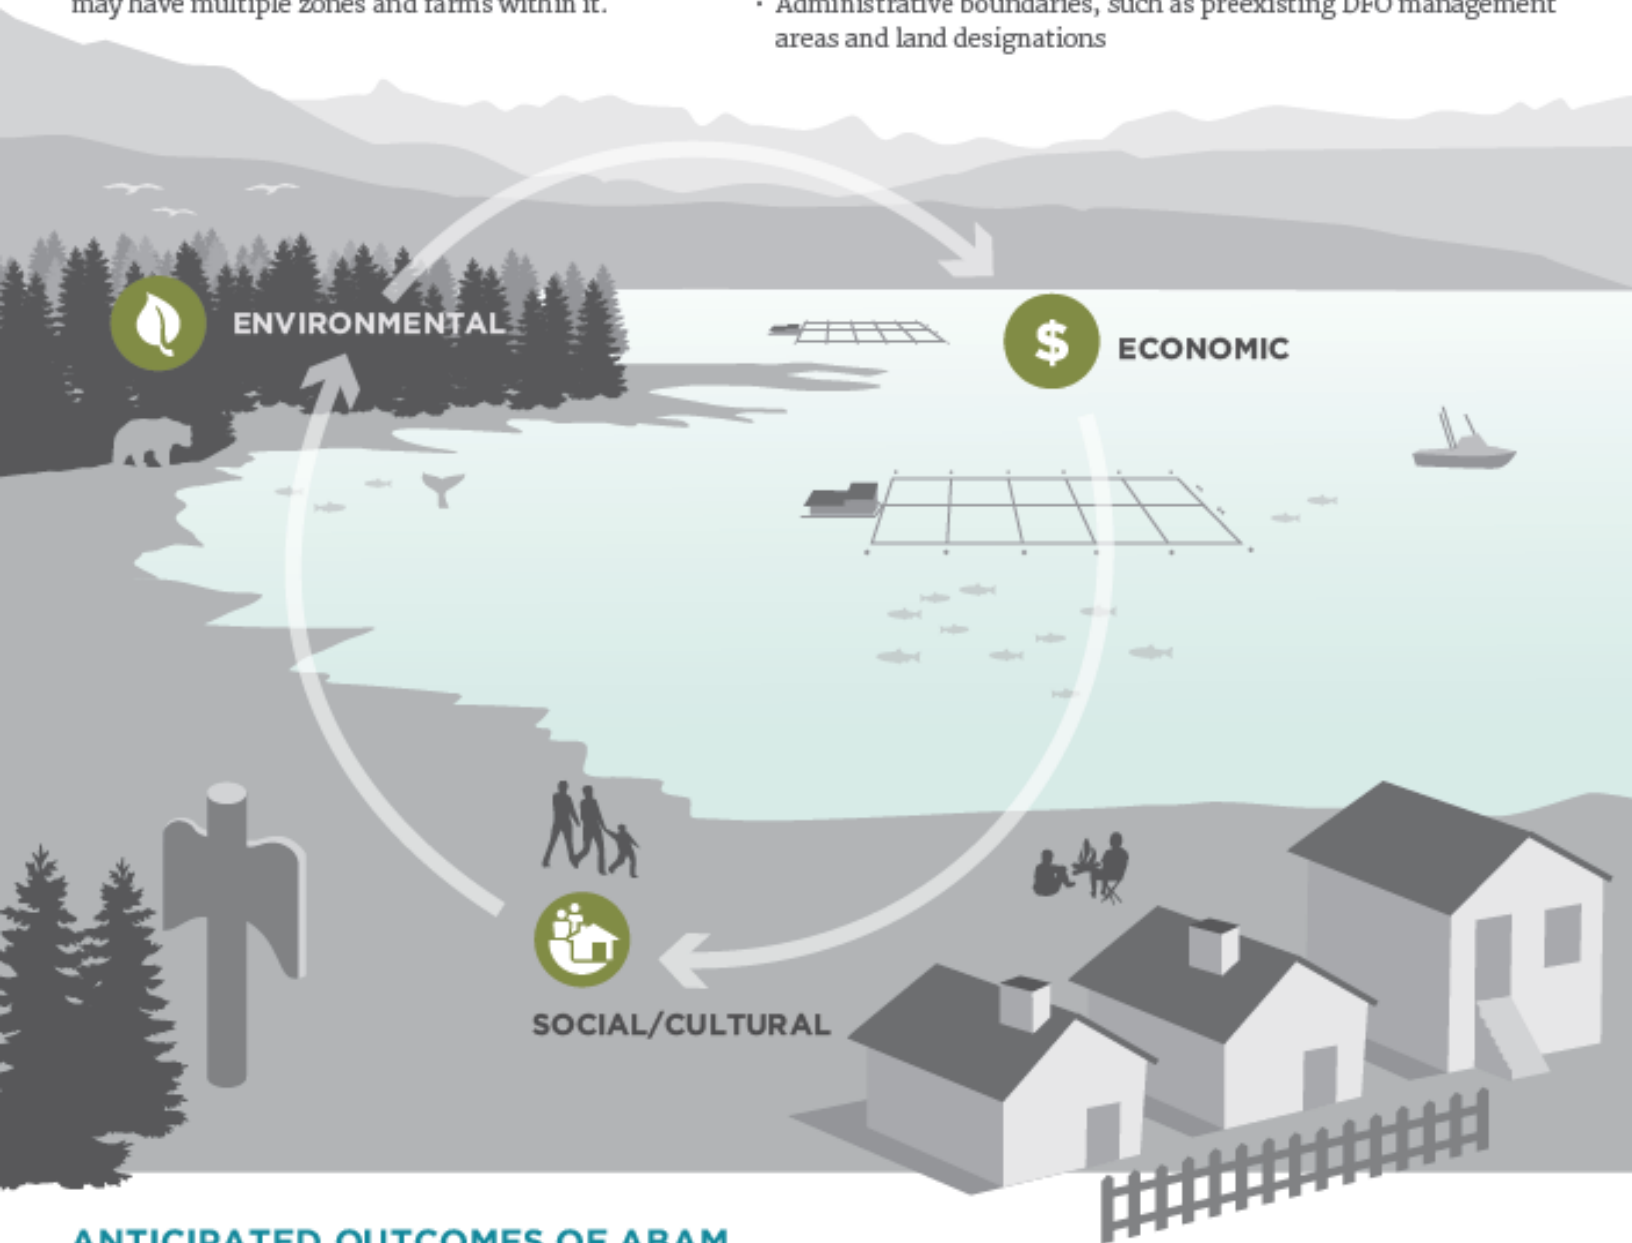 may have multiple zones and farms within it.
· Administrative boundaries, such as preexisting DFO management
areas and land designations
ENVIRONMENTAL
$
ECONOMIC
SOCIAL/CULTURAL
ANTICIPATED OUTCOMES OF ABAM